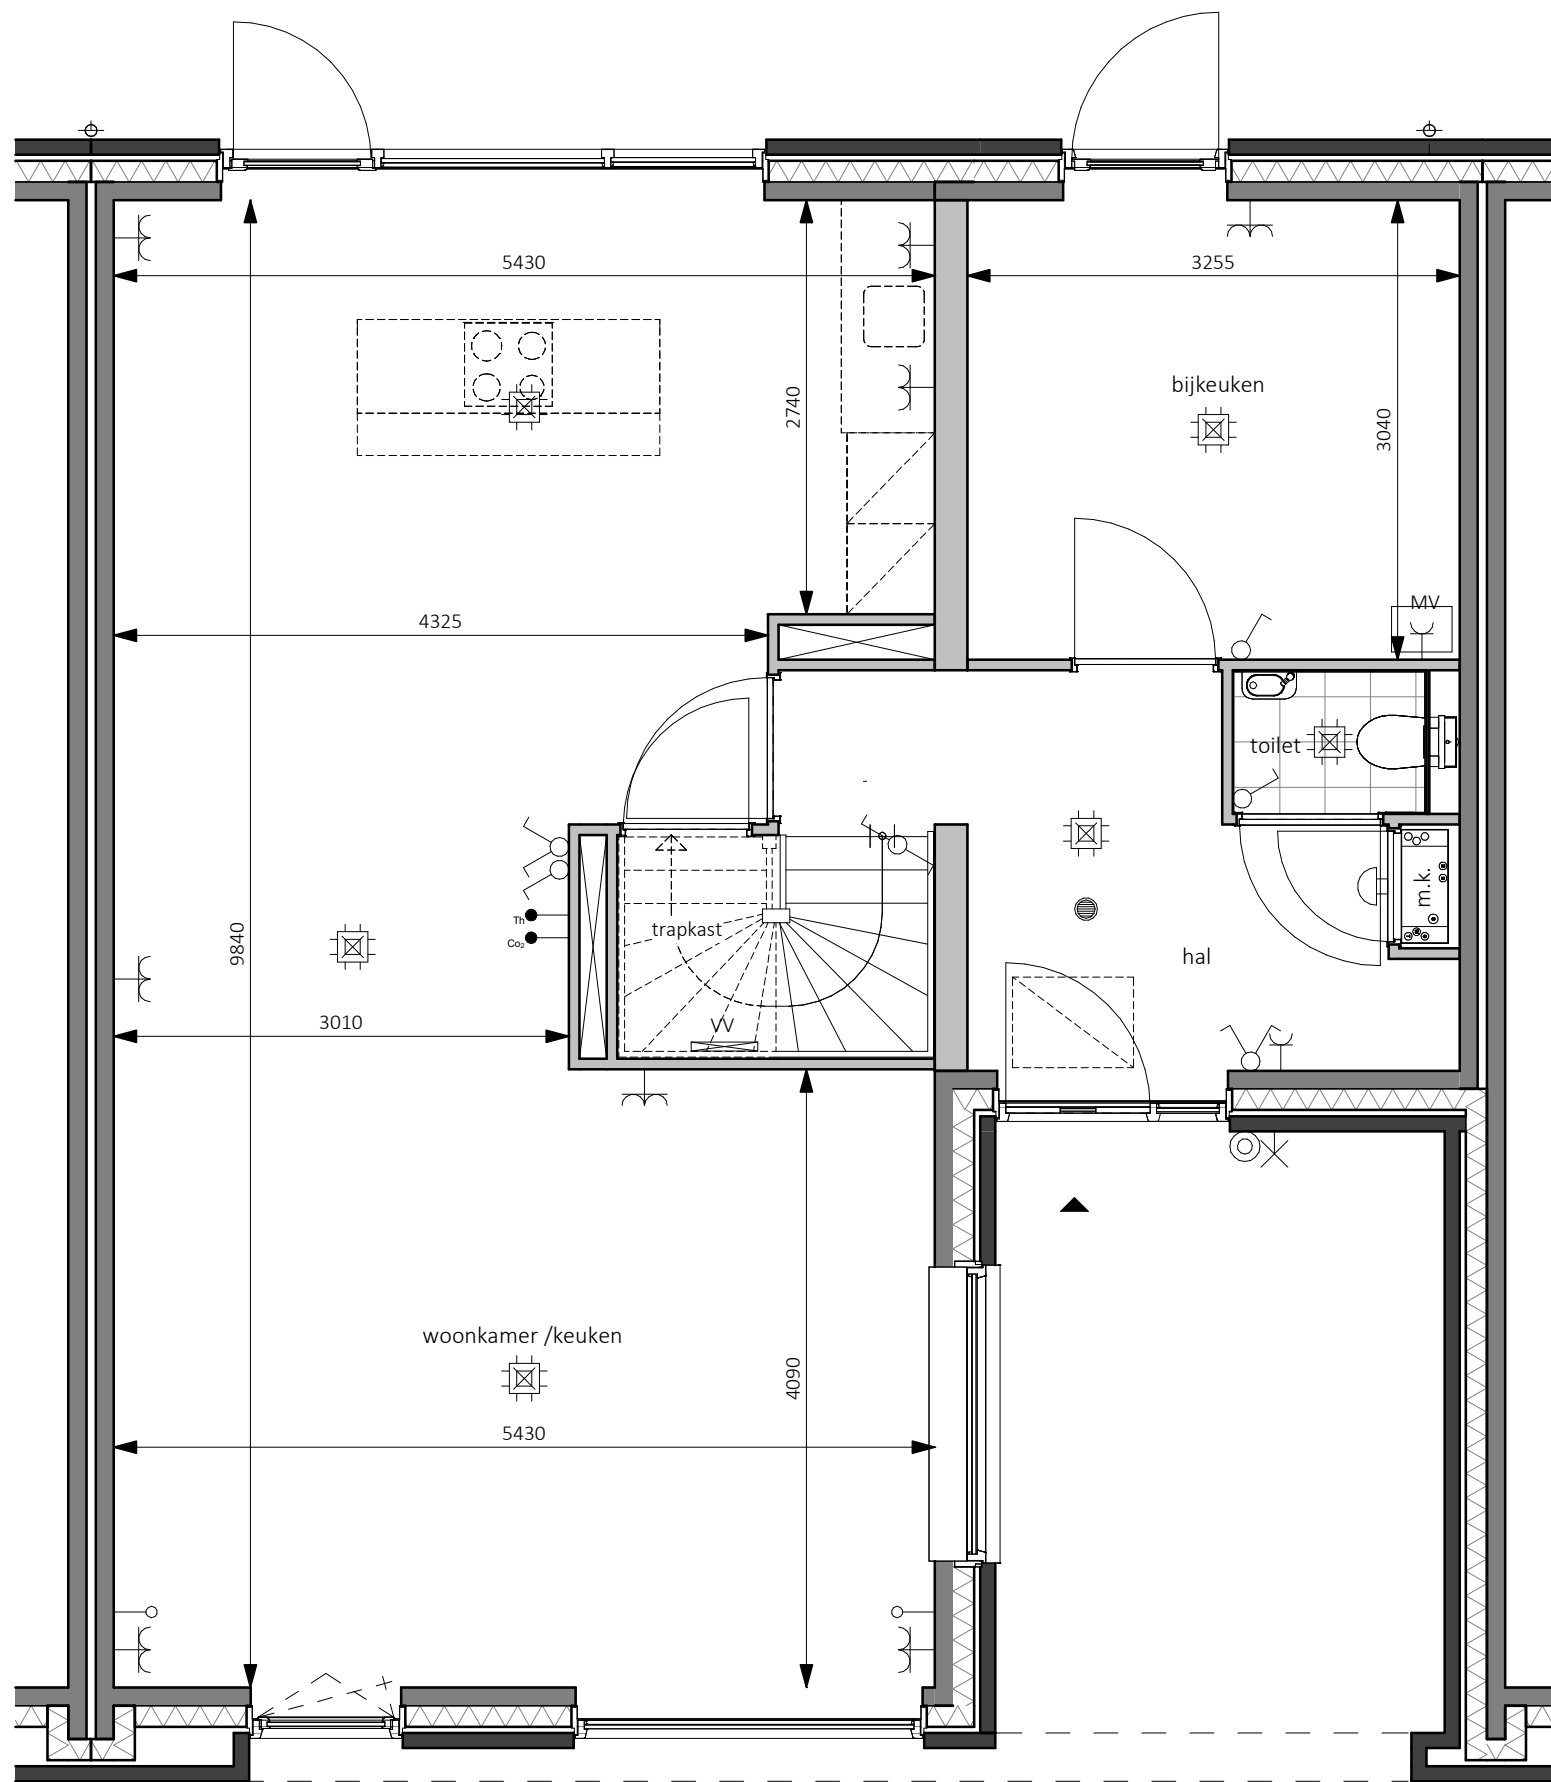 5430
3255
bijkeuken
2740
3040
MV
4325
toilet
m.k.
Th
trapkast
Co₂
9840
hal
3010
VV
woonkamer /keuken
4090
5430